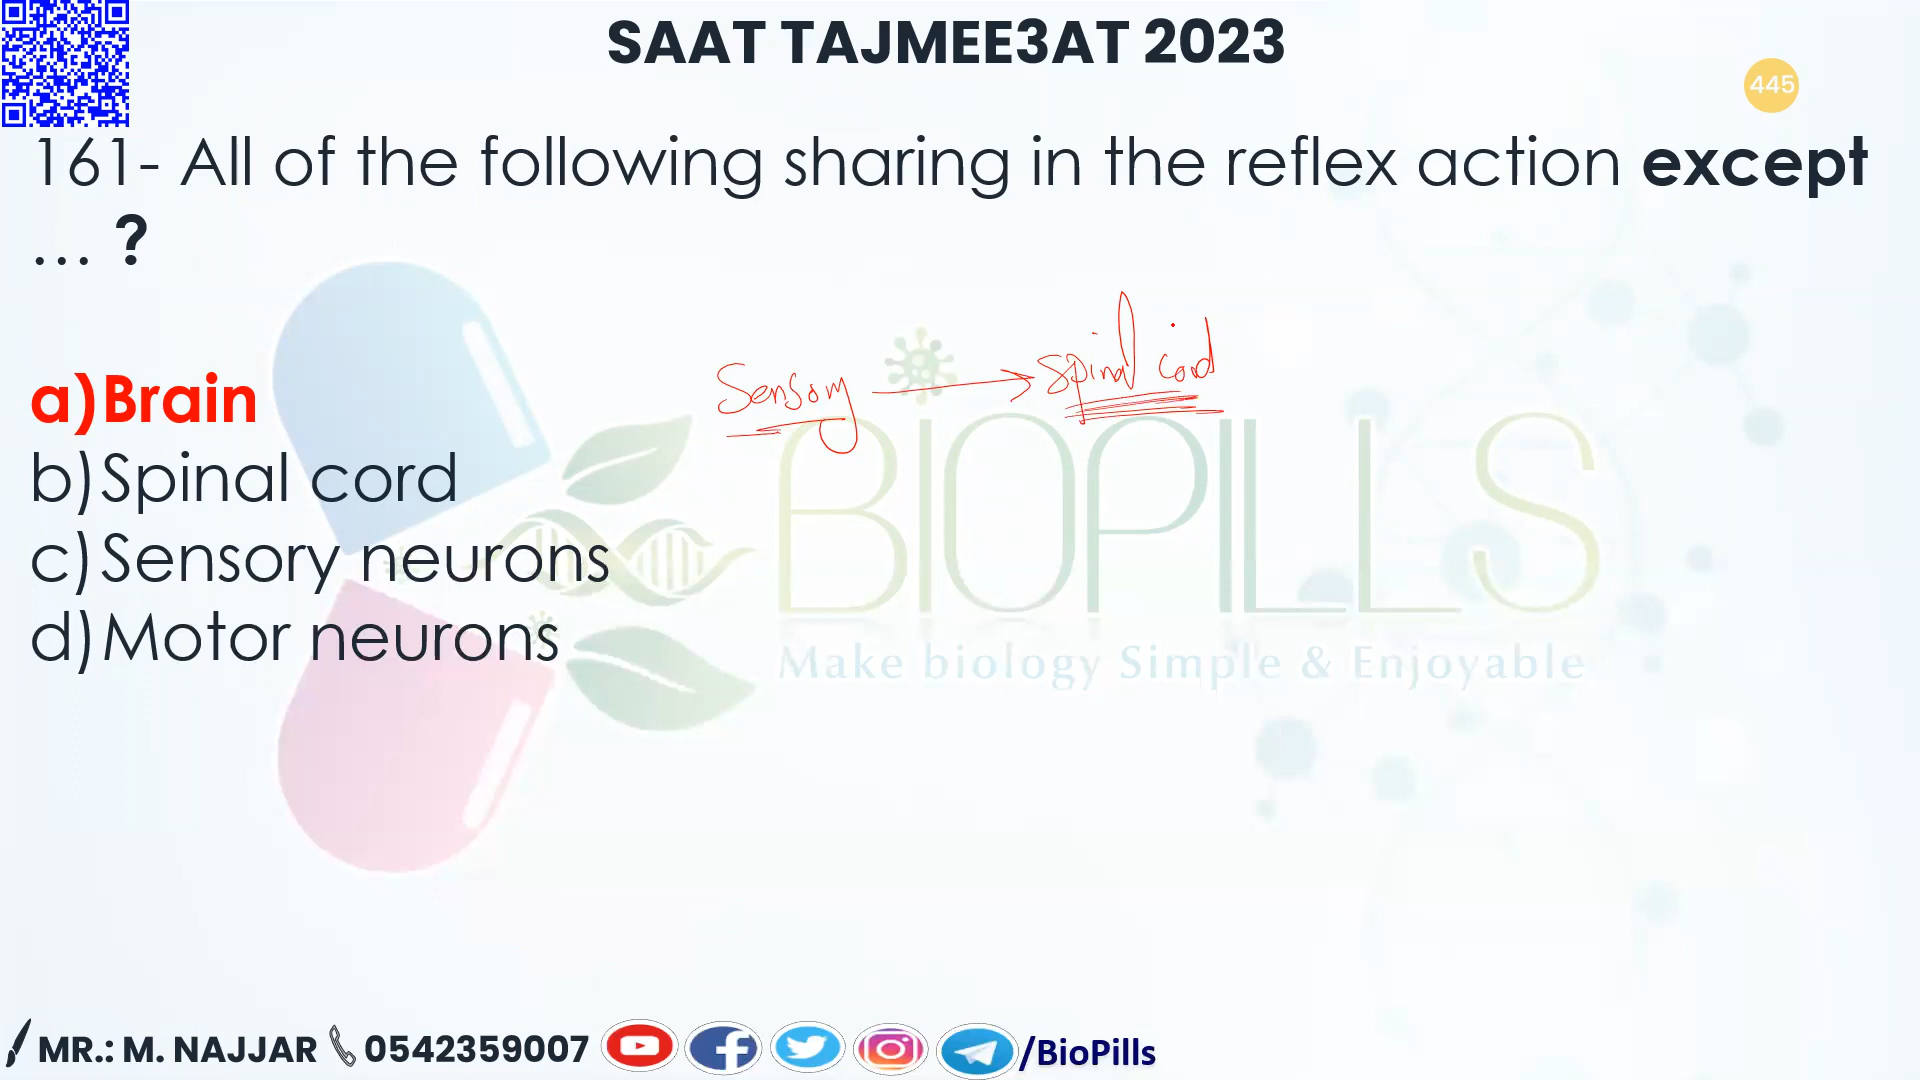 SAAT TAJMEE3AT 2023
445
161- All of the following sharing in the reflex action except
... ?
Sensory → Spinal cord
a)Brain
b)Spinal cord
c)Sensory neurons
d)Motor neurons
BIOPILLS
Make biology Simple & Enjoyable
MR.: M. NAJJAR 0542359007 /BioPills